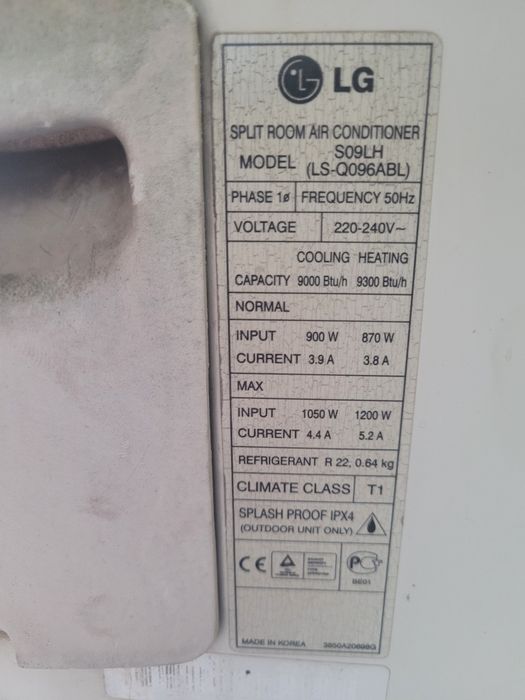 LG
SPLIT ROOM AIR CONDITIONER
MODEL S09LH
(LS-Q096ABL)
PHASE 1ø FREQUENCY 50Hz
VOLTAGE 220-240V~
COOLING HEATING
CAPACITY 9000 Btu/h 9300 Btu/h
NORMAL
INPUT 900 W 870 W
CURRENT 3.9 A 3.8 A
MAX
INPUT 1050 W 1200 W
CURRENT 4.4 A 5.2 A
REFRIGERANT R 22, 0.64 kg
CLIMATE CLASS T1
SPLASH PROOF IPX4
(OUTDOOR UNIT ONLY)
CE
BE01
MADE IN KOREA 3850A20698G